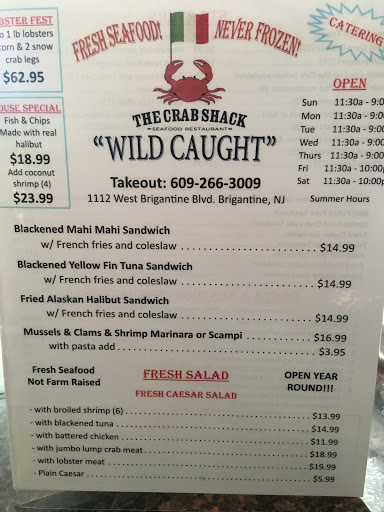 BSTER FEST
o 1 lb lobsters
corn & 2 snow
crab legs
$62.95
OUSE SPECIAL
Fish & Chips
Made with real
halibut
$18.99
Add coconut
shrimp (4)
$23.99
FRESH SEAFOOD!
NEVER FROZEN!
THE CRAB SHACK
SEAFOOD RESTAURANT
"WILD CAUGHT"
Takeout: 609-266-3009
1112 West Brigantine Blvd. Brigantine, NJ
CATERING
OPEN
Sun 11:30a - 9:0
Mon 11:30a - 9:0
Tue 11:30a - 9:0
Wed 11:30a - 9:0
Thurs 11:30a - 9:0
Fri 11:30a - 10:00
Sat 11:30a - 10:00p
Summer Hours
Blackened Mahi Mahi Sandwich
w/ French fries and coleslaw $14.99
Blackened Yellow Fin Tuna Sandwich
w/ French fries and coleslaw $14.99
Fried Alaskan Halibut Sandwich
w/ French fries and coleslaw $14.99
Mussels & Clams & Shrimp Marinara or Scampi $16.99
with pasta add $3.95
Fresh Seafood
Not Farm Raised
FRESH SALAD
FRESH CAESAR SALAD
OPEN YEAR
ROUND!!!
- with broiled shrimp (6) $13.99
- with blackened tuna $14.99
- with battered chicken $11.99
- with jumbo lump crab meat $18.99
- with lobster meat $19.99
- Plain Caesar $5.99